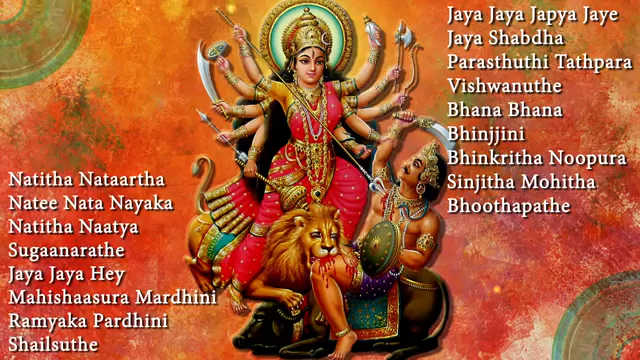 Jaya Jaya Japya Jaye
Jaya Shabdha
Parasthuthi Tathpara
Vishwanuthe
Bhana Bhana
Bhinjjini
Bhinkritha Noopura
Sinjitha Mohitha
Bhoothapathe
Natitha Nataartha
Natee Nata Nayaka
Natitha Naatya
Sugaanarathe
Jaya Jaya Hey
Mahishaasura Mardhini
Ramyaka Pardhini
Shailsuthe